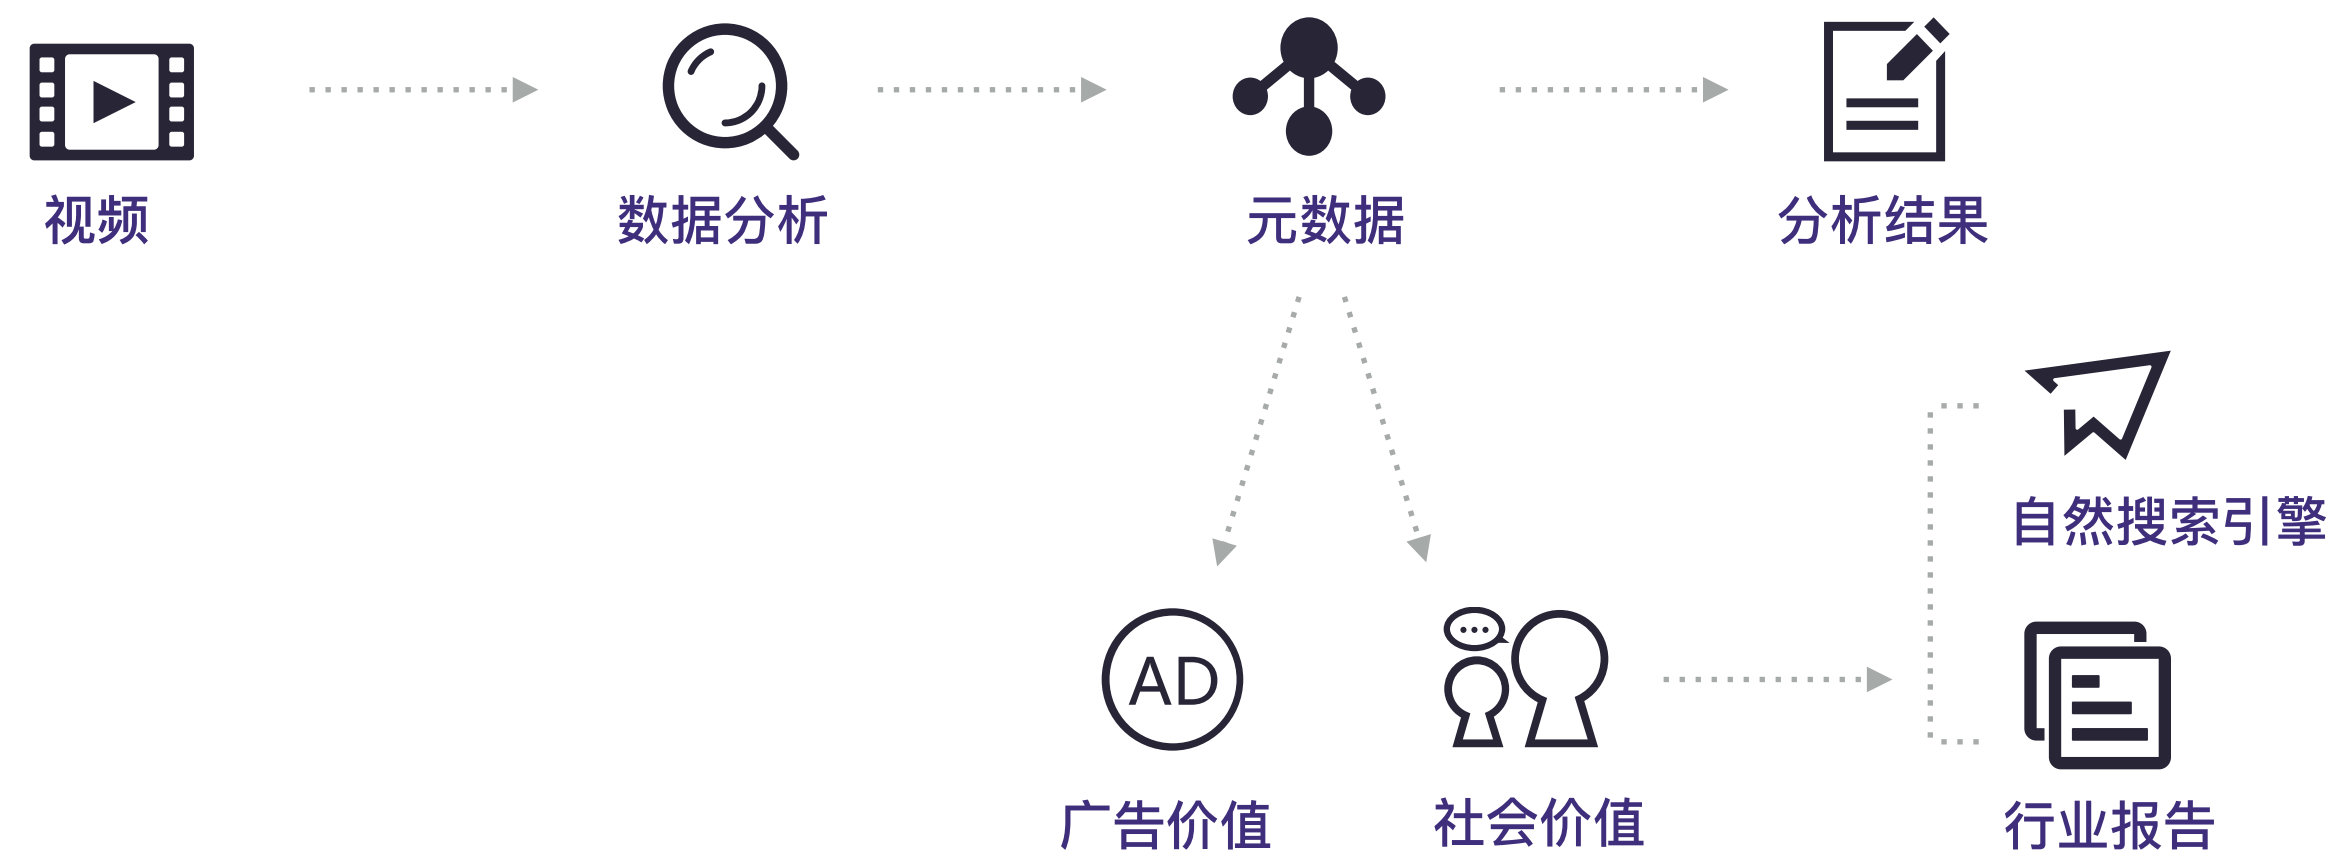 视频
数据分析
元数据
分析结果
自然搜索引擎
AD
广告价值
社会价值
行业报告